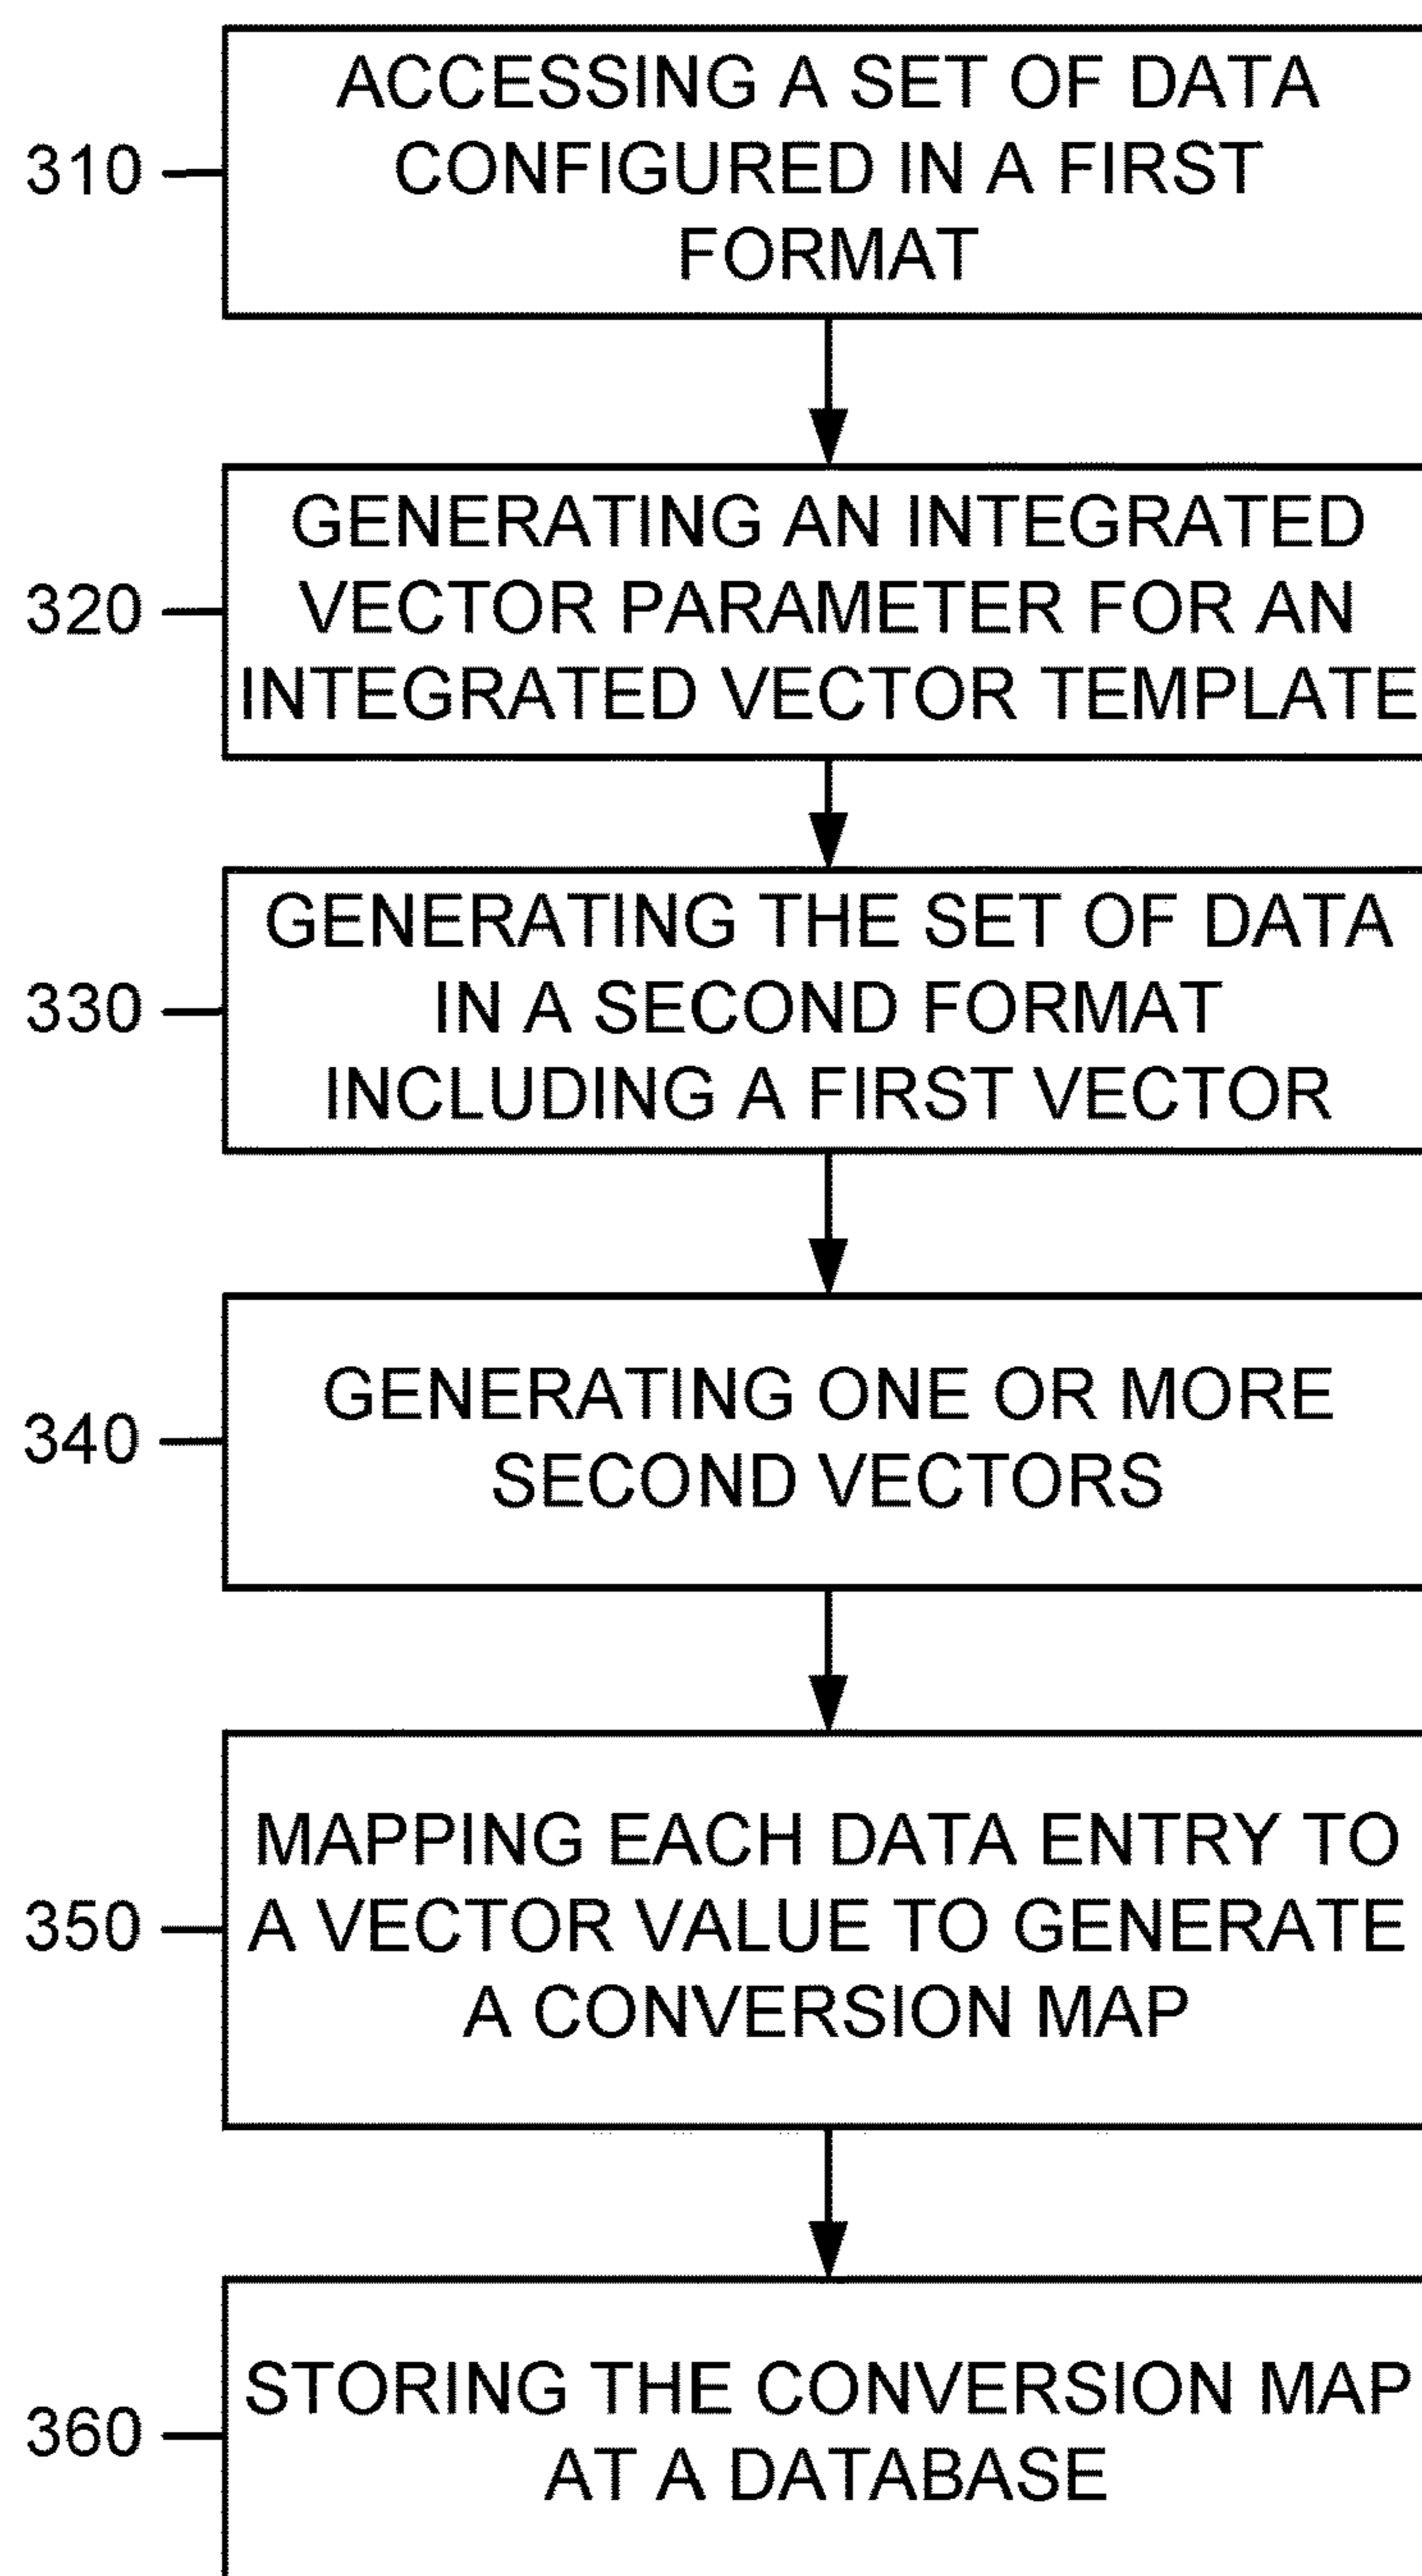 ACCESSING A SET OF DATA
CONFIGURED IN A FIRST
FORMAT
310
GENERATING AN INTEGRATED
VECTOR PARAMETER FOR AN
INTEGRATED VECTOR TEMPLATE
320
GENERATING THE SET OF DATA
IN A SECOND FORMAT
INCLUDING A FIRST VECTOR
330
GENERATING ONE OR MORE
SECOND VECTORS
340
MAPPING EACH DATA ENTRY TO
A VECTOR VALUE TO GENERATE
A CONVERSION MAP
350
STORING THE CONVERSION MAP
AT A DATABASE
360